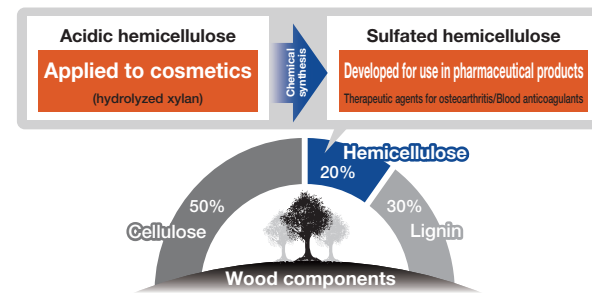 Acidic hemicellulose
Applied to cosmetics
(hydrolyzed xylan)
Chemical
synthesis
Sulfated hemicellulose
Developed for use in pharmaceutical products
Therapeutic agents for osteoarthritis/Blood anticoagulants
Hemicellulose
20%
50%
Cellulose
30%
Lignin
Wood components